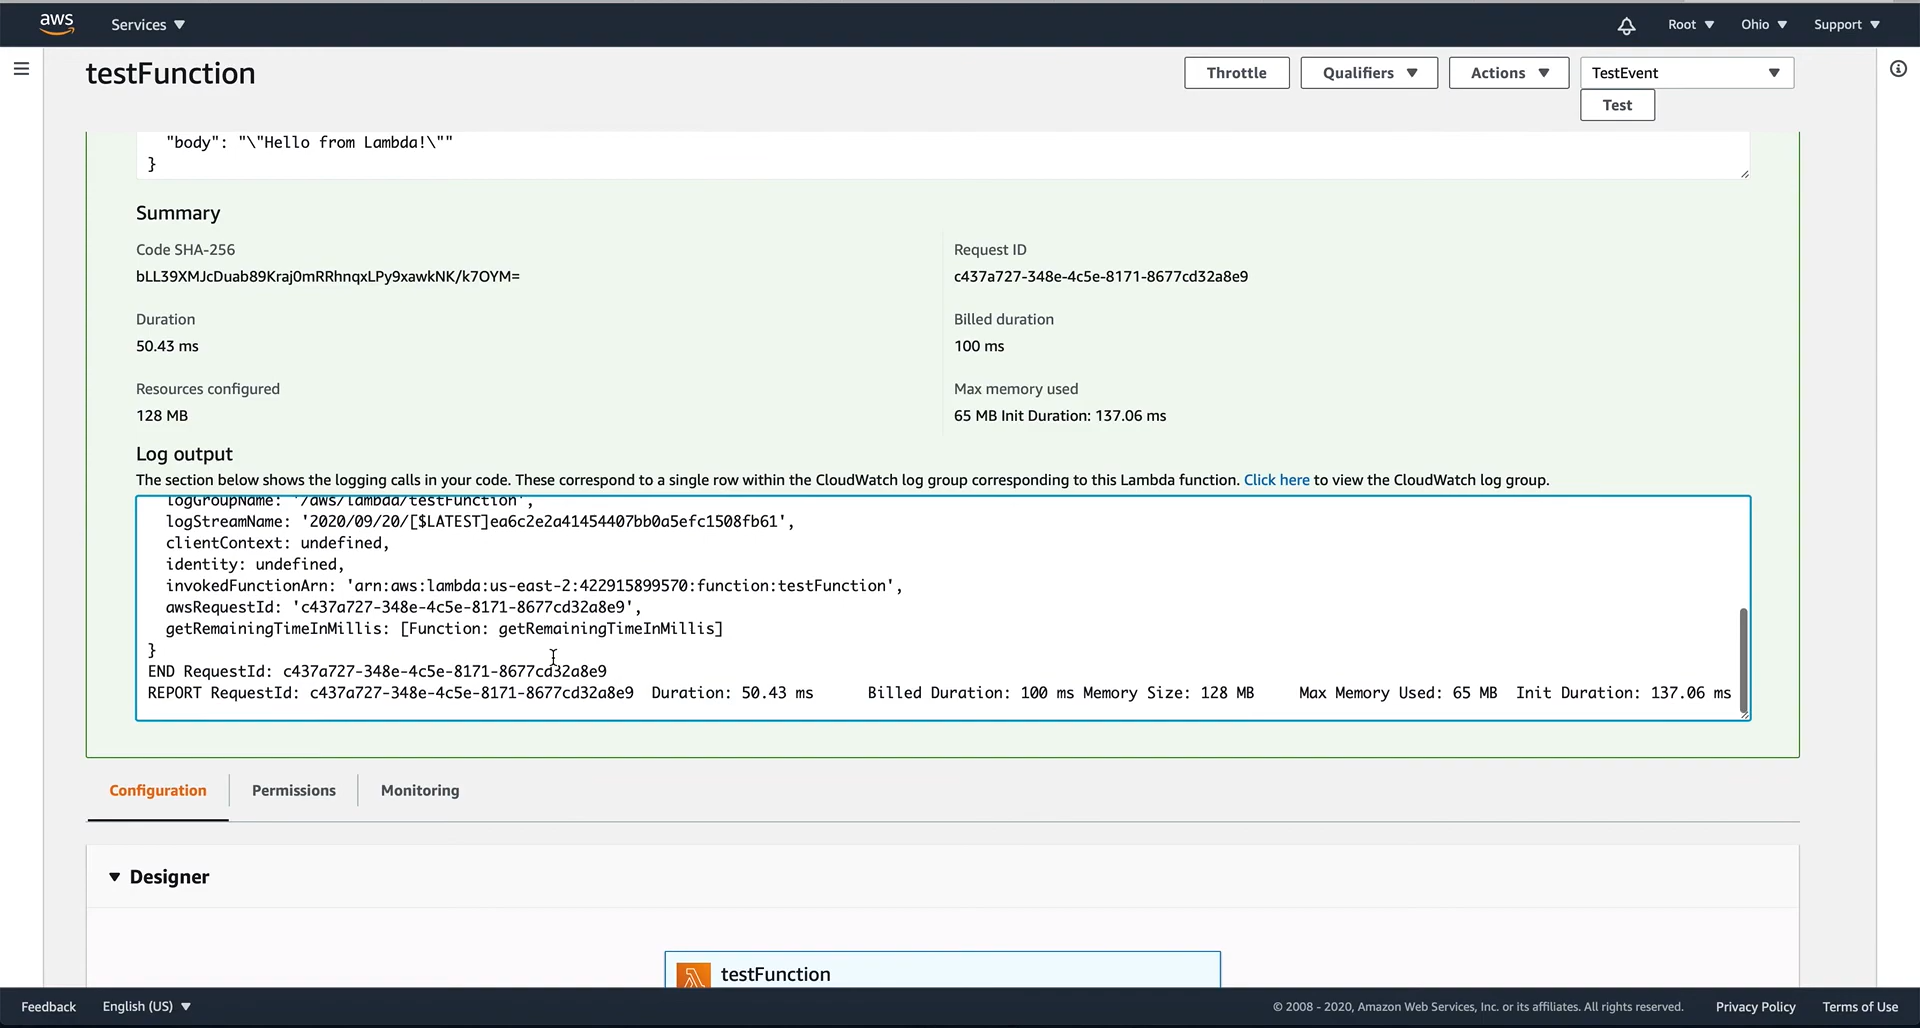 aws
Services
Root
Ohio
Support
testFunction
Throttle
Qualifiers
Actions
TestEvent
Test
"body": "\"Hello from Lambda!\""
}
Summary
Code SHA-256
bLL39XMJcDuab89Kraj0mRRhnqxLPy9xawkNK/k7OYM=
Request ID
c437a727-348e-4c5e-8171-8677cd32a8e9
Duration
50.43 ms
Billed duration
100 ms
Resources configured
128 MB
Max memory used
65 MB Init Duration: 137.06 ms
Log output
The section below shows the logging calls in your code. These correspond to a single row within the CloudWatch log group corresponding to this Lambda function. Click here to view the CloudWatch log group.
logGroupName: '/aws/lambda/testFunction',
logStreamName: '2020/09/20/[$LATEST]ea6c2e2a41454407bb0a5efc1508fb61',
clientContext: undefined,
identity: undefined,
invokedFunctionArn: 'arn:aws:lambda:us-east-2:422915899570:function:testFunction',
awsRequestId: 'c437a727-348e-4c5e-8171-8677cd32a8e9',
getRemainingTimeInMillis: [Function: getRemainingTimeInMillis]
}
END RequestId: c437a727-348e-4c5e-8171-8677cd32a8e9
REPORT RequestId: c437a727-348e-4c5e-8171-8677cd32a8e9 Duration: 50.43 ms Billed Duration: 100 ms Memory Size: 128 MB Max Memory Used: 65 MB Init Duration: 137.06 ms
Configuration
Permissions
Monitoring
Designer
testFunction
Feedback
English (US)
© 2008 - 2020, Amazon Web Services, Inc. or its affiliates. All rights reserved.
Privacy Policy
Terms of Use